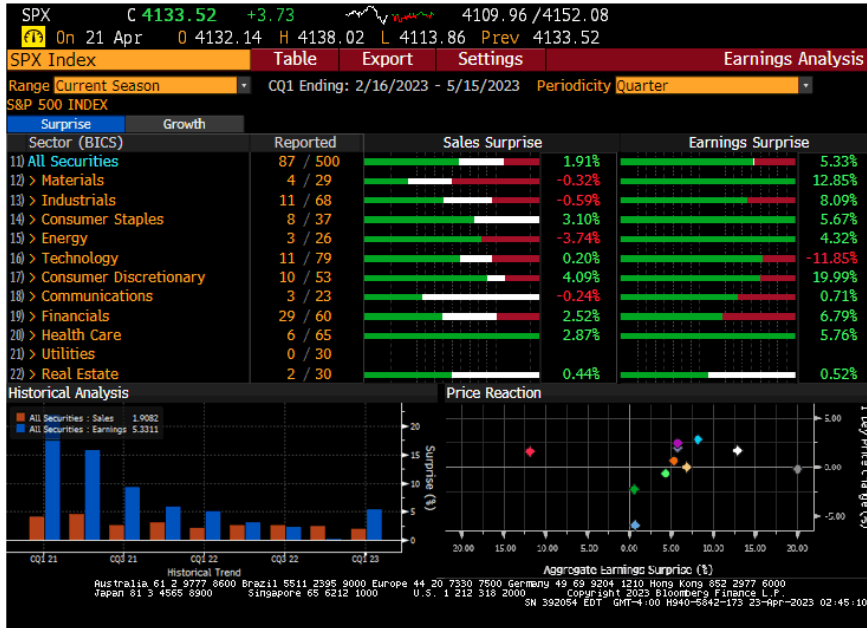 SPX C 4133.52 +3.73 4109.96/4152.08
On 21 Apr O 4132.14 H 4138.02 L 4113.86 Prev 4133.52
SPX Index Table Export Settings Earnings Analysis
Range Current Season CQ1 Ending: 2/16/2023 - 5/15/2023 Periodicity Quarter
S&P 500 INDEX
Surprise Growth
Sector (BICS) Reported Sales Surprise Earnings Surprise
11) All Securities 87 / 500 1.91% 5.33%
12) > Materials 4 / 29 -0.32% 12.85%
13) > Industrials 11 / 68 -0.59% 8.09%
14) > Consumer Staples 8 / 37 3.10% 5.67%
15) > Energy 3 / 26 -3.74% 4.32%
16) > Technology 11 / 79 0.20% -11.85%
17) > Consumer Discretionary 10 / 53 4.09% 19.99%
18) > Communications 3 / 23 -0.24% 0.71%
19) > Financials 29 / 60 2.52% 6.79%
20) > Health Care 6 / 65 2.87% 5.76%
21) > Utilities 0 / 30
22) > Real Estate 2 / 30 0.44% 0.52%
Historical Analysis Price Reaction
All Securities : Sales 1.9082
All Securities : Earnings 5.3311
20
15
10
5
0
Surprise (%)
CQ1 21 CQ3 21 CQ1 22 CQ3 22 CQ1 23
Historical Trend
5.00
0.00
-5.00
1 Day Price Change (%)
20.00 15.00 10.00 5.00 0.00 5.00 10.00 15.00 20.00
Aggregate Earnings Surprise (%)
Australia 61 2 9777 8600 Brazil 5511 2395 9000 Europe 44 20 7330 7500 Germany 49 69 9204 1210 Hong Kong 852 2977 6000
Japan 81 3 4565 8900 Singapore 65 6212 1000 U.S. 1 212 318 2000 Copyright 2023 Bloomberg Finance L.P.
SN 392054 EDT GMT-4:00 H940-5842-173 23-Apr-2023 02:45:10